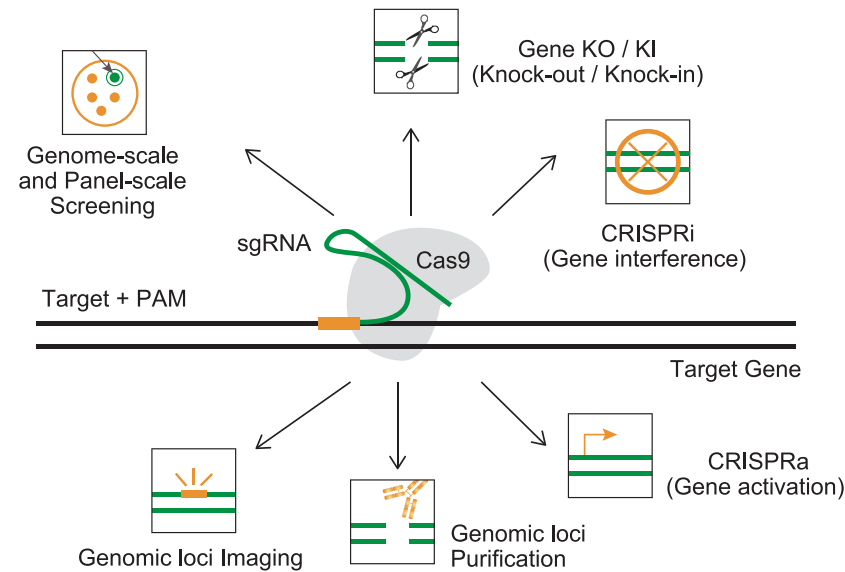 Gene KO / KI
(Knock-out / Knock-in)
Genome-scale
and Panel-scale
Screening
CRISPRi
(Gene interference)
sgRNA
Cas9
Target + PAM
Target Gene
CRISPRa
(Gene activation)
Genomic loci Imaging
Genomic loci
Purification